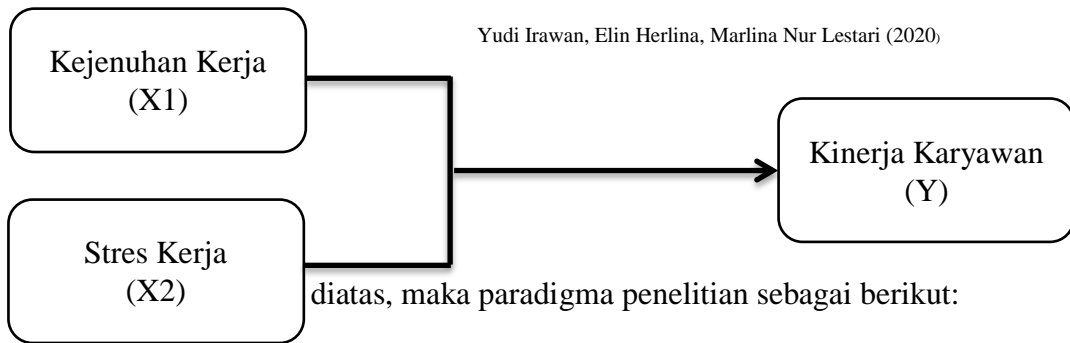 Yudi Irawan, Elin Herlina, Marlina Nur Lestari (2020)
Kejenuhan Kerja
(X1)
Kinerja Karyawan
(Y)
Stres Kerja
(X2)
diatas, maka paradigma penelitian sebagai berikut: